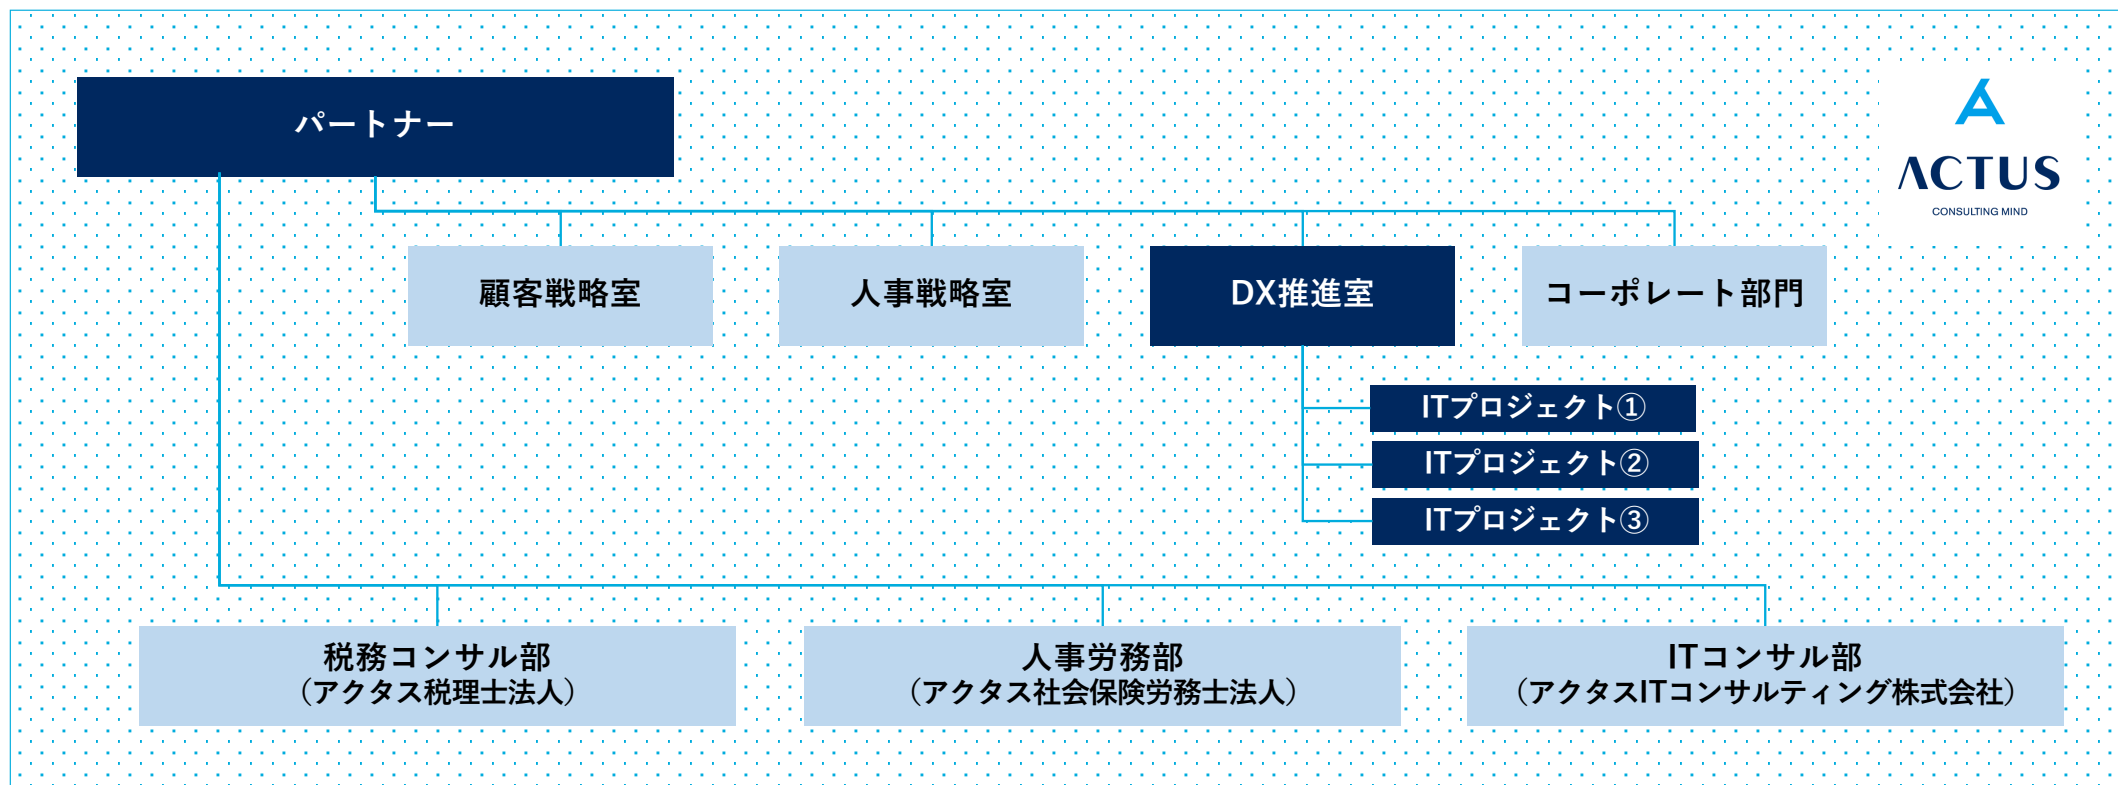 パートナー
ACTUS
CONSULTING MIND
顧客戦略室
人事戦略室
DX推進室
コーポレート部門
ITプロジェクト①
ITプロジェクト②
ITプロジェクト③
税務コンサル部
（アクタス税理士法人）
人事労務部
（アクタス社会保険労務士法人）
ITコンサル部
（アクタスITコンサルティング株式会社）